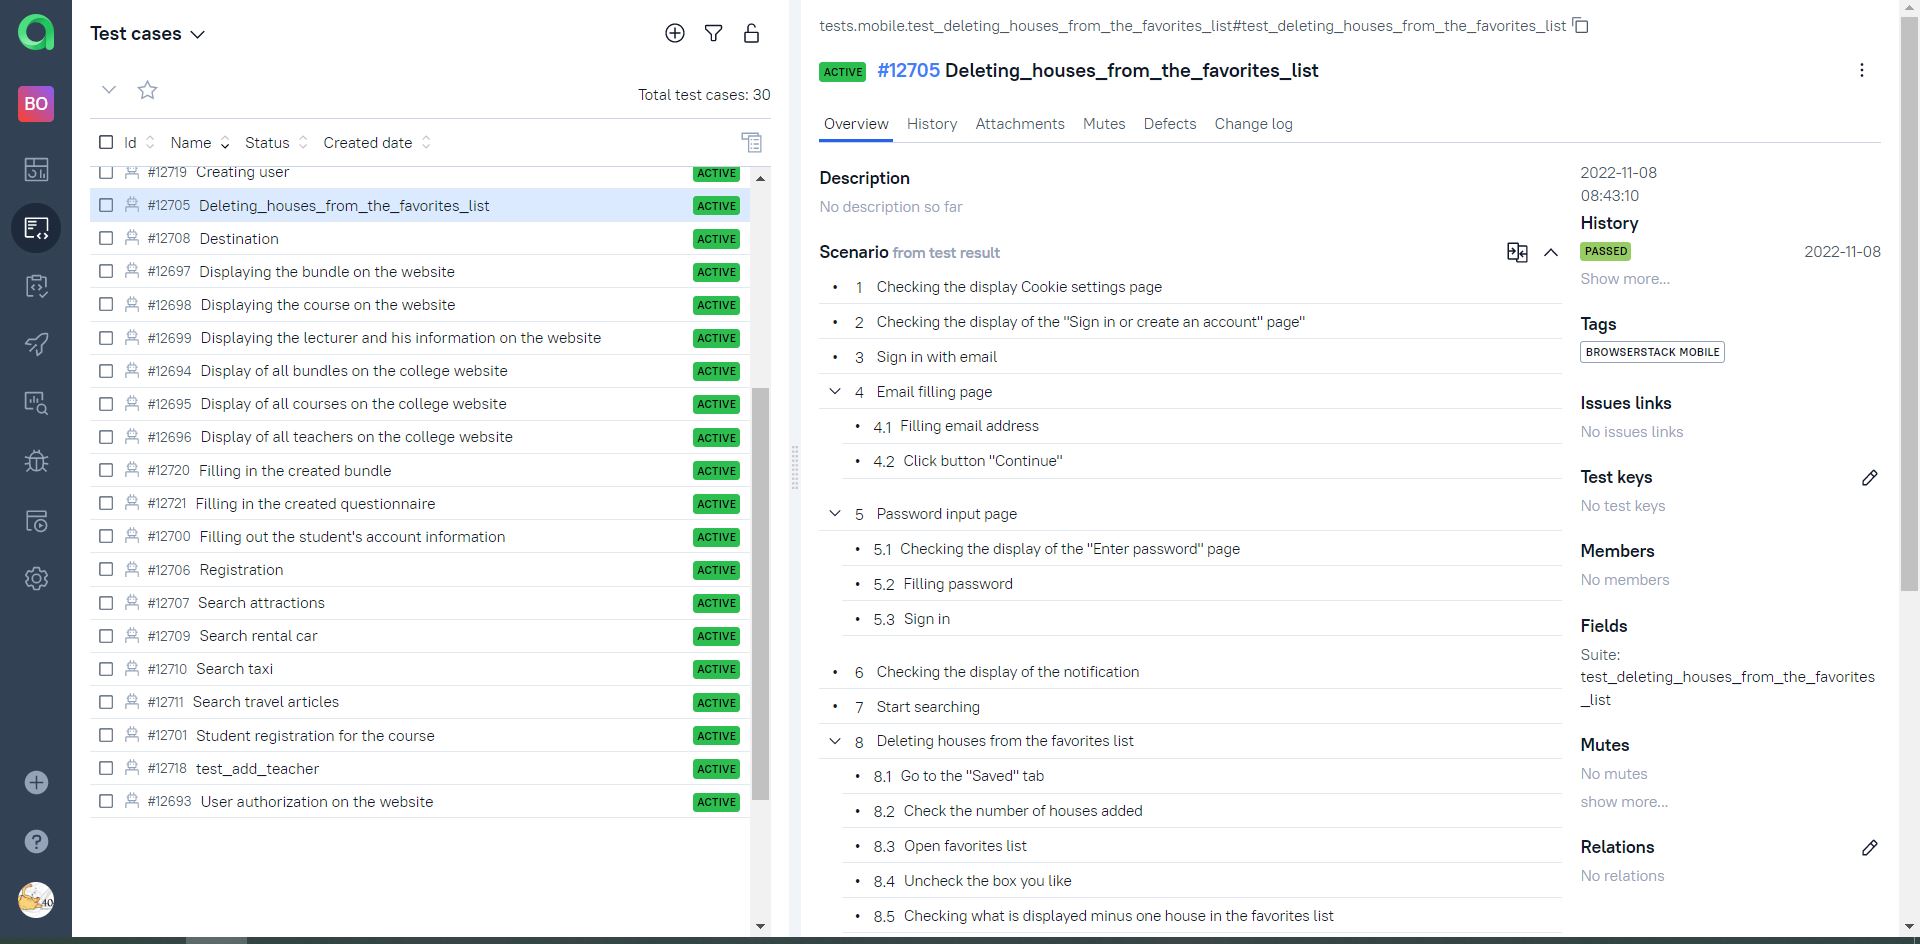 Test cases
BO
Total test cases: 30
Id Name Status Created date
#12719 Creating user ACTIVE
#12705 Deleting_houses_from_the_favorites_list ACTIVE
#12708 Destination ACTIVE
#12697 Displaying the bundle on the website ACTIVE
#12698 Displaying the course on the website ACTIVE
#12699 Displaying the lecturer and his information on the website ACTIVE
#12694 Display of all bundles on the college website ACTIVE
#12695 Display of all courses on the college website ACTIVE
#12696 Display of all teachers on the college website ACTIVE
#12720 Filling in the created bundle ACTIVE
#12721 Filling in the created questionnaire ACTIVE
#12700 Filling out the student's account information ACTIVE
#12706 Registration ACTIVE
#12707 Search attractions ACTIVE
#12709 Search rental car ACTIVE
#12710 Search taxi ACTIVE
#12711 Search travel articles ACTIVE
#12701 Student registration for the course ACTIVE
#12718 test_add_teacher ACTIVE
#12693 User authorization on the website ACTIVE
40
tests.mobile.test_deleting_houses_from_the_favorites_list#test_deleting_houses_from_the_favorites_list
ACTIVE #12705 Deleting_houses_from_the_favorites_list
Overview History Attachments Mutes Defects Change log
Description
No description so far
Scenario from test result
1 Checking the display Cookie settings page
2 Checking the display of the "Sign in or create an account" page"
3 Sign in with email
4 Email filling page
4.1 Filling email address
4.2 Click button "Continue"
5 Password input page
5.1 Checking the display of the "Enter password" page
5.2 Filling password
5.3 Sign in
6 Checking the display of the notification
7 Start searching
8 Deleting houses from the favorites list
8.1 Go to the "Saved" tab
8.2 Check the number of houses added
8.3 Open favorites list
8.4 Uncheck the box you like
8.5 Checking what is displayed minus one house in the favorites list
2022-11-08
08:43:10
History
PASSED 2022-11-08
Show more...
Tags
BROWSERSTACK MOBILE
Issues links
No issues links
Test keys
No test keys
Members
No members
Fields
Suite:
test_deleting_houses_from_the_favorites
_list
Mutes
No mutes
show more...
Relations
No relations